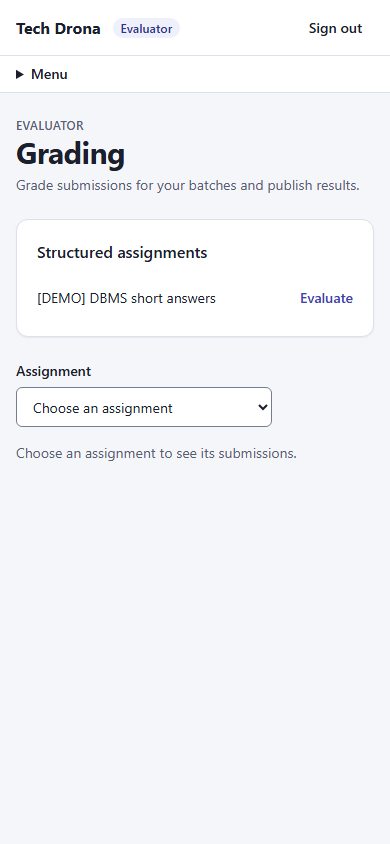 Tech Drona Evaluator Sign out
Menu
EVALUATOR
Grading
Grade submissions for your batches and publish results.
Structured assignments
[DEMO] DBMS short answers Evaluate
Assignment
Choose an assignment
Choose an assignment to see its submissions.